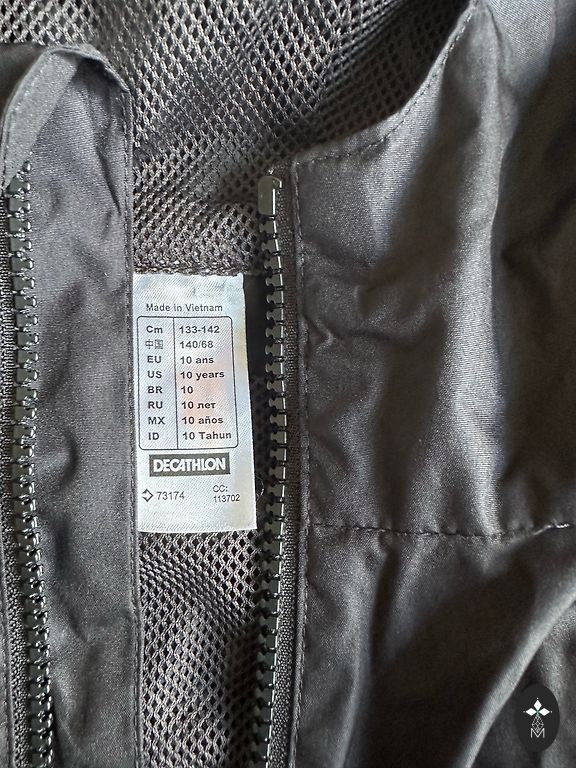 Made in Vietnam
Cm 133-142
中国 140/68
EU 10 ans
US 10 years
BR 10
RU 10 лет
MX 10 años
ID 10 Tahun
DECATHLON
73174 CC:
113702
M